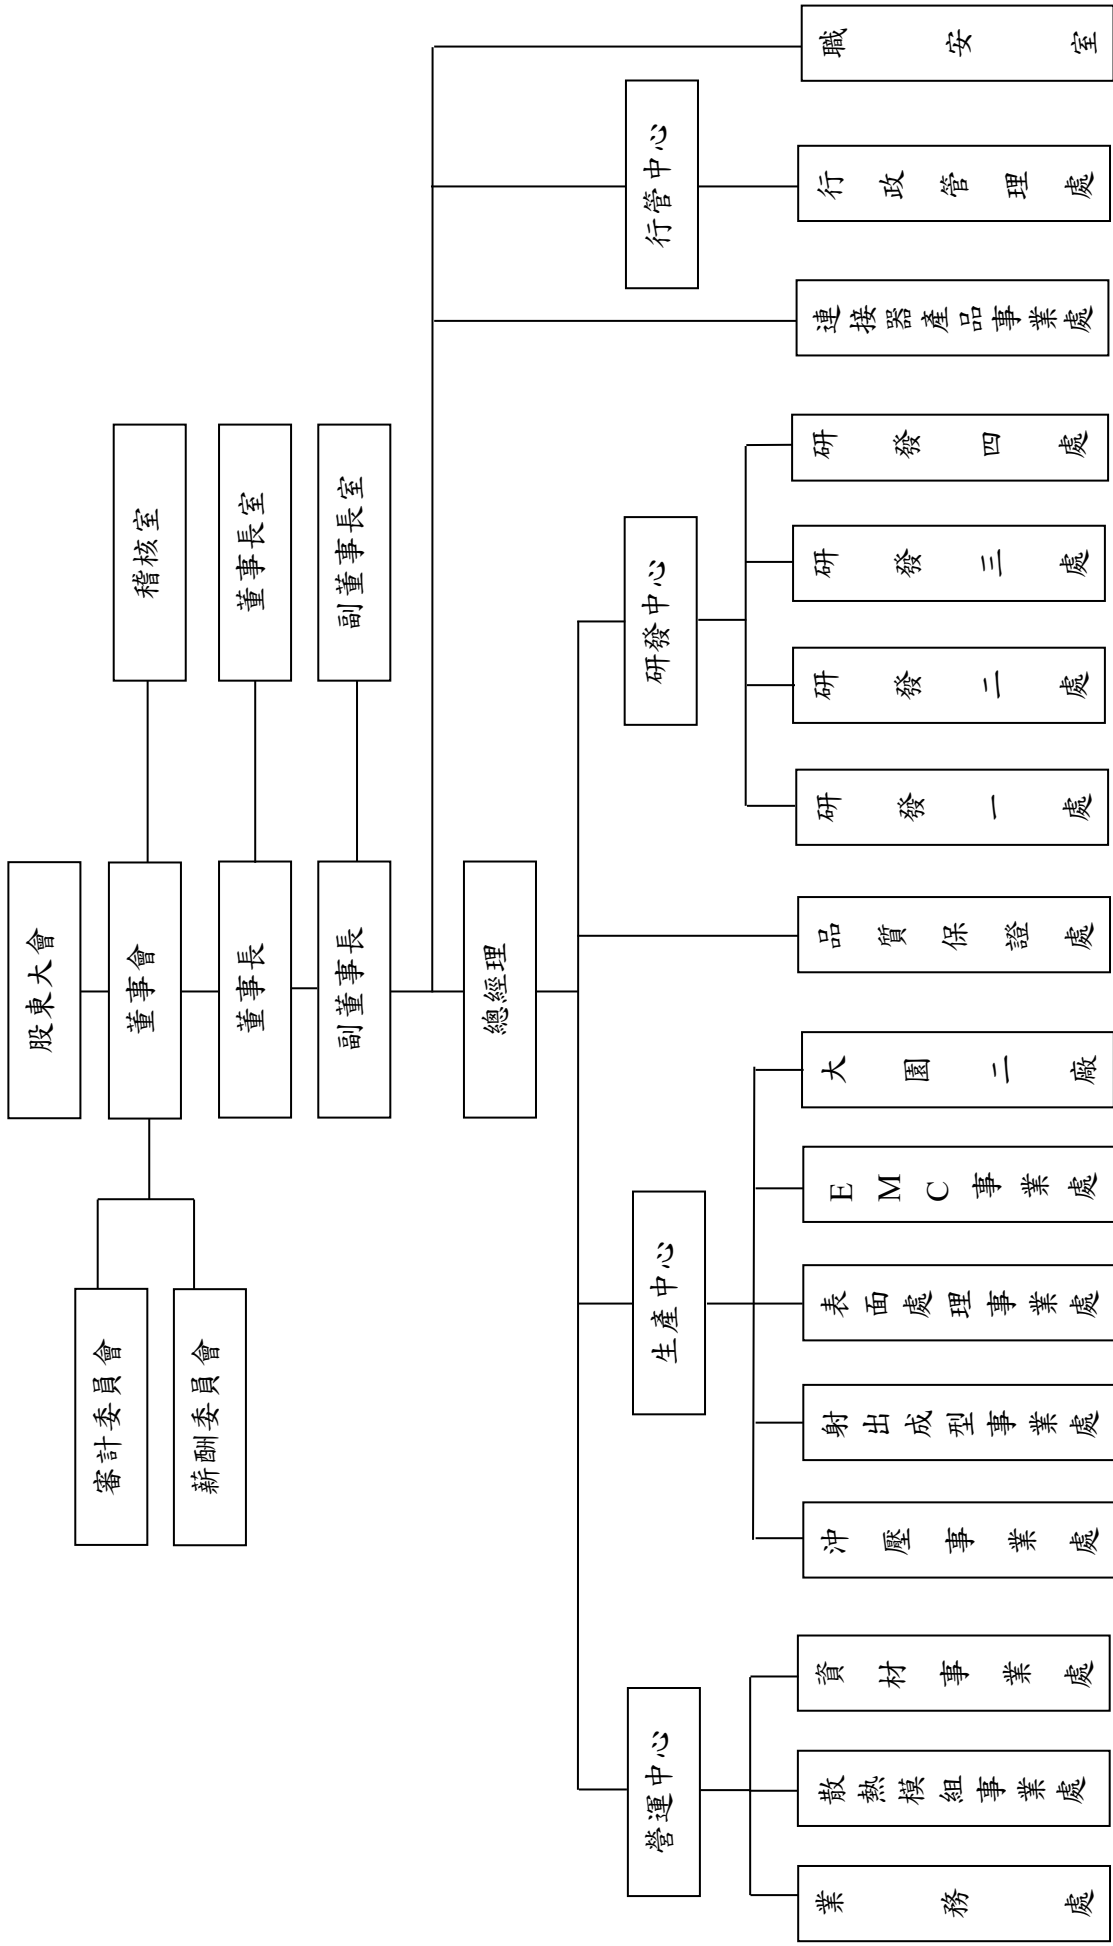 股東大會
董事會
稽核室
審計委員會
薪酬委員會
董事長
董事長室
副董事長
副董事長室
總經理
營運中心
生產中心
研發中心
行管中心
業務處
散熱模組事業處
資材事業處
沖壓事業處
射出成型事業處
表面處理事業處
EMC事業處
大園二廠
品質保證處
研發一處
研發二處
研發三處
研發四處
連接器產品事業處
行政管理處
職安室